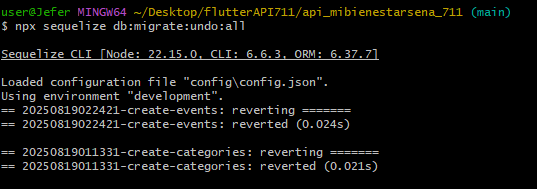 user@Jefer MINGW64 ~/Desktop/flutterAPI711/api_mibienestarsena_711 (main)
> npx sequelize db:migrate:undo:all
Sequelize CLI [Node: 22.15.0, CLI: 6.6.3, ORM: 6.37.7]
Loaded configuration file "config\config.json".
Using environment "development".
== 20250819022421-create-events: reverting =======
== 20250819022421-create-events: reverted (0.024s)
== 20250819011331-create-categories: reverting =======
== 20250819011331-create-categories: reverted (0.021s)